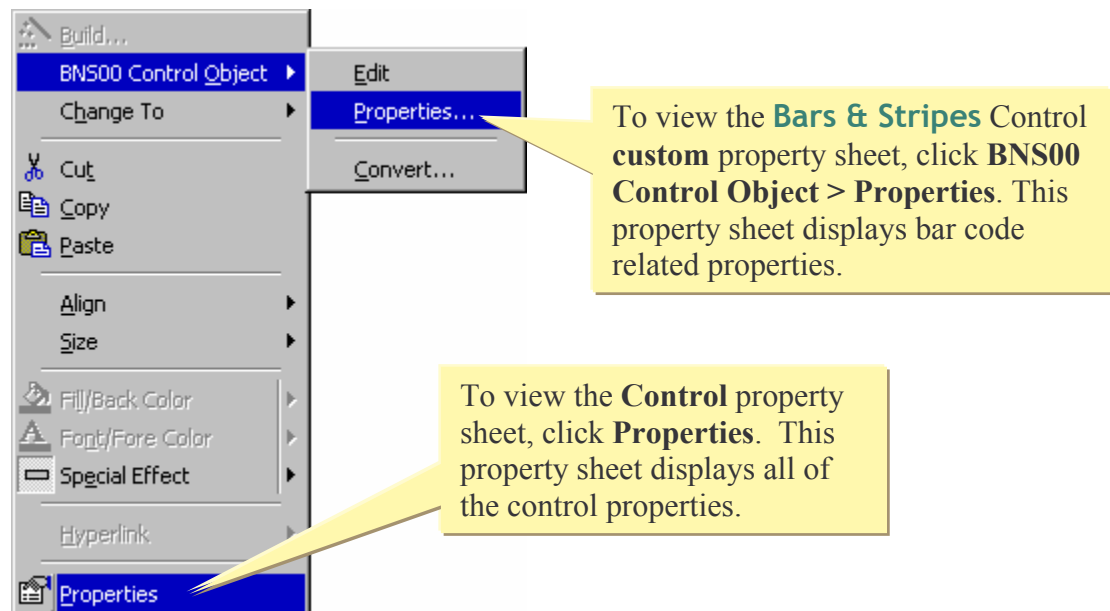 Build...
BNS00 Control Object
Change To
Cut
Copy
Paste
Align
Size
Fill/Back Color
Font/Fore Color
Special Effect
Hyperlink
Properties
Edit
Properties...
Convert...
To view the Bars & Stripes Control
custom property sheet, click BNS00
Control Object > Properties. This
property sheet displays bar code
related properties.
To view the Control property
sheet, click Properties. This
property sheet displays all of
the control properties.